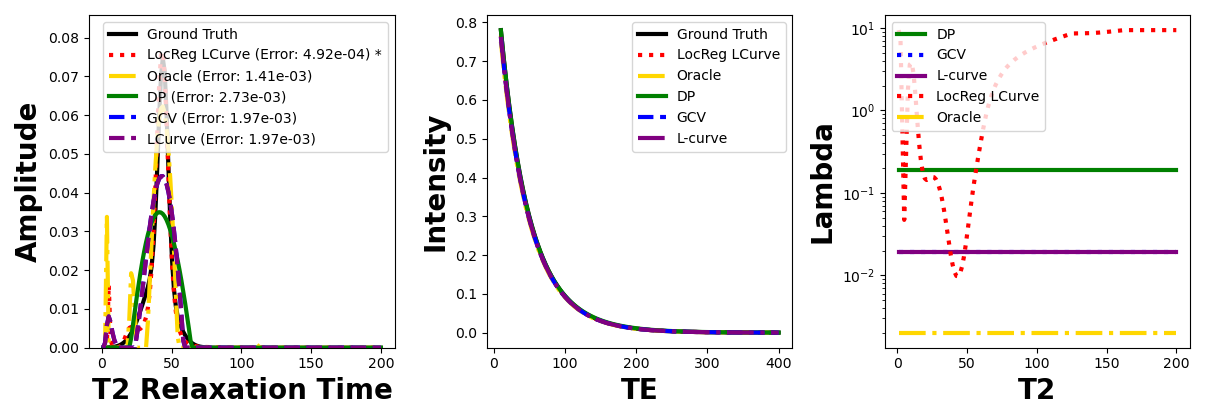 Amplitude
0.00
0.01
0.02
0.03
0.04
0.05
0.06
0.07
0.08
Ground Truth
LocReg LCurve (Error: 4.92e-04) *
Oracle (Error: 1.41e-03)
DP (Error: 2.73e-03)
GCV (Error: 1.97e-03)
LCurve (Error: 1.97e-03)
0 50 100 150 200
T2 Relaxation Time
Intensity
0.0
0.1
0.2
0.3
0.4
0.5
0.6
0.7
0.8
Ground Truth
LocReg LCurve
Oracle
DP
GCV
L-curve
0 100 200 300 400
TE
Lambda
10⁻²
10⁻¹
10⁰
10¹
DP
GCV
L-curve
LocReg LCurve
Oracle
0 50 100 150 200
T2